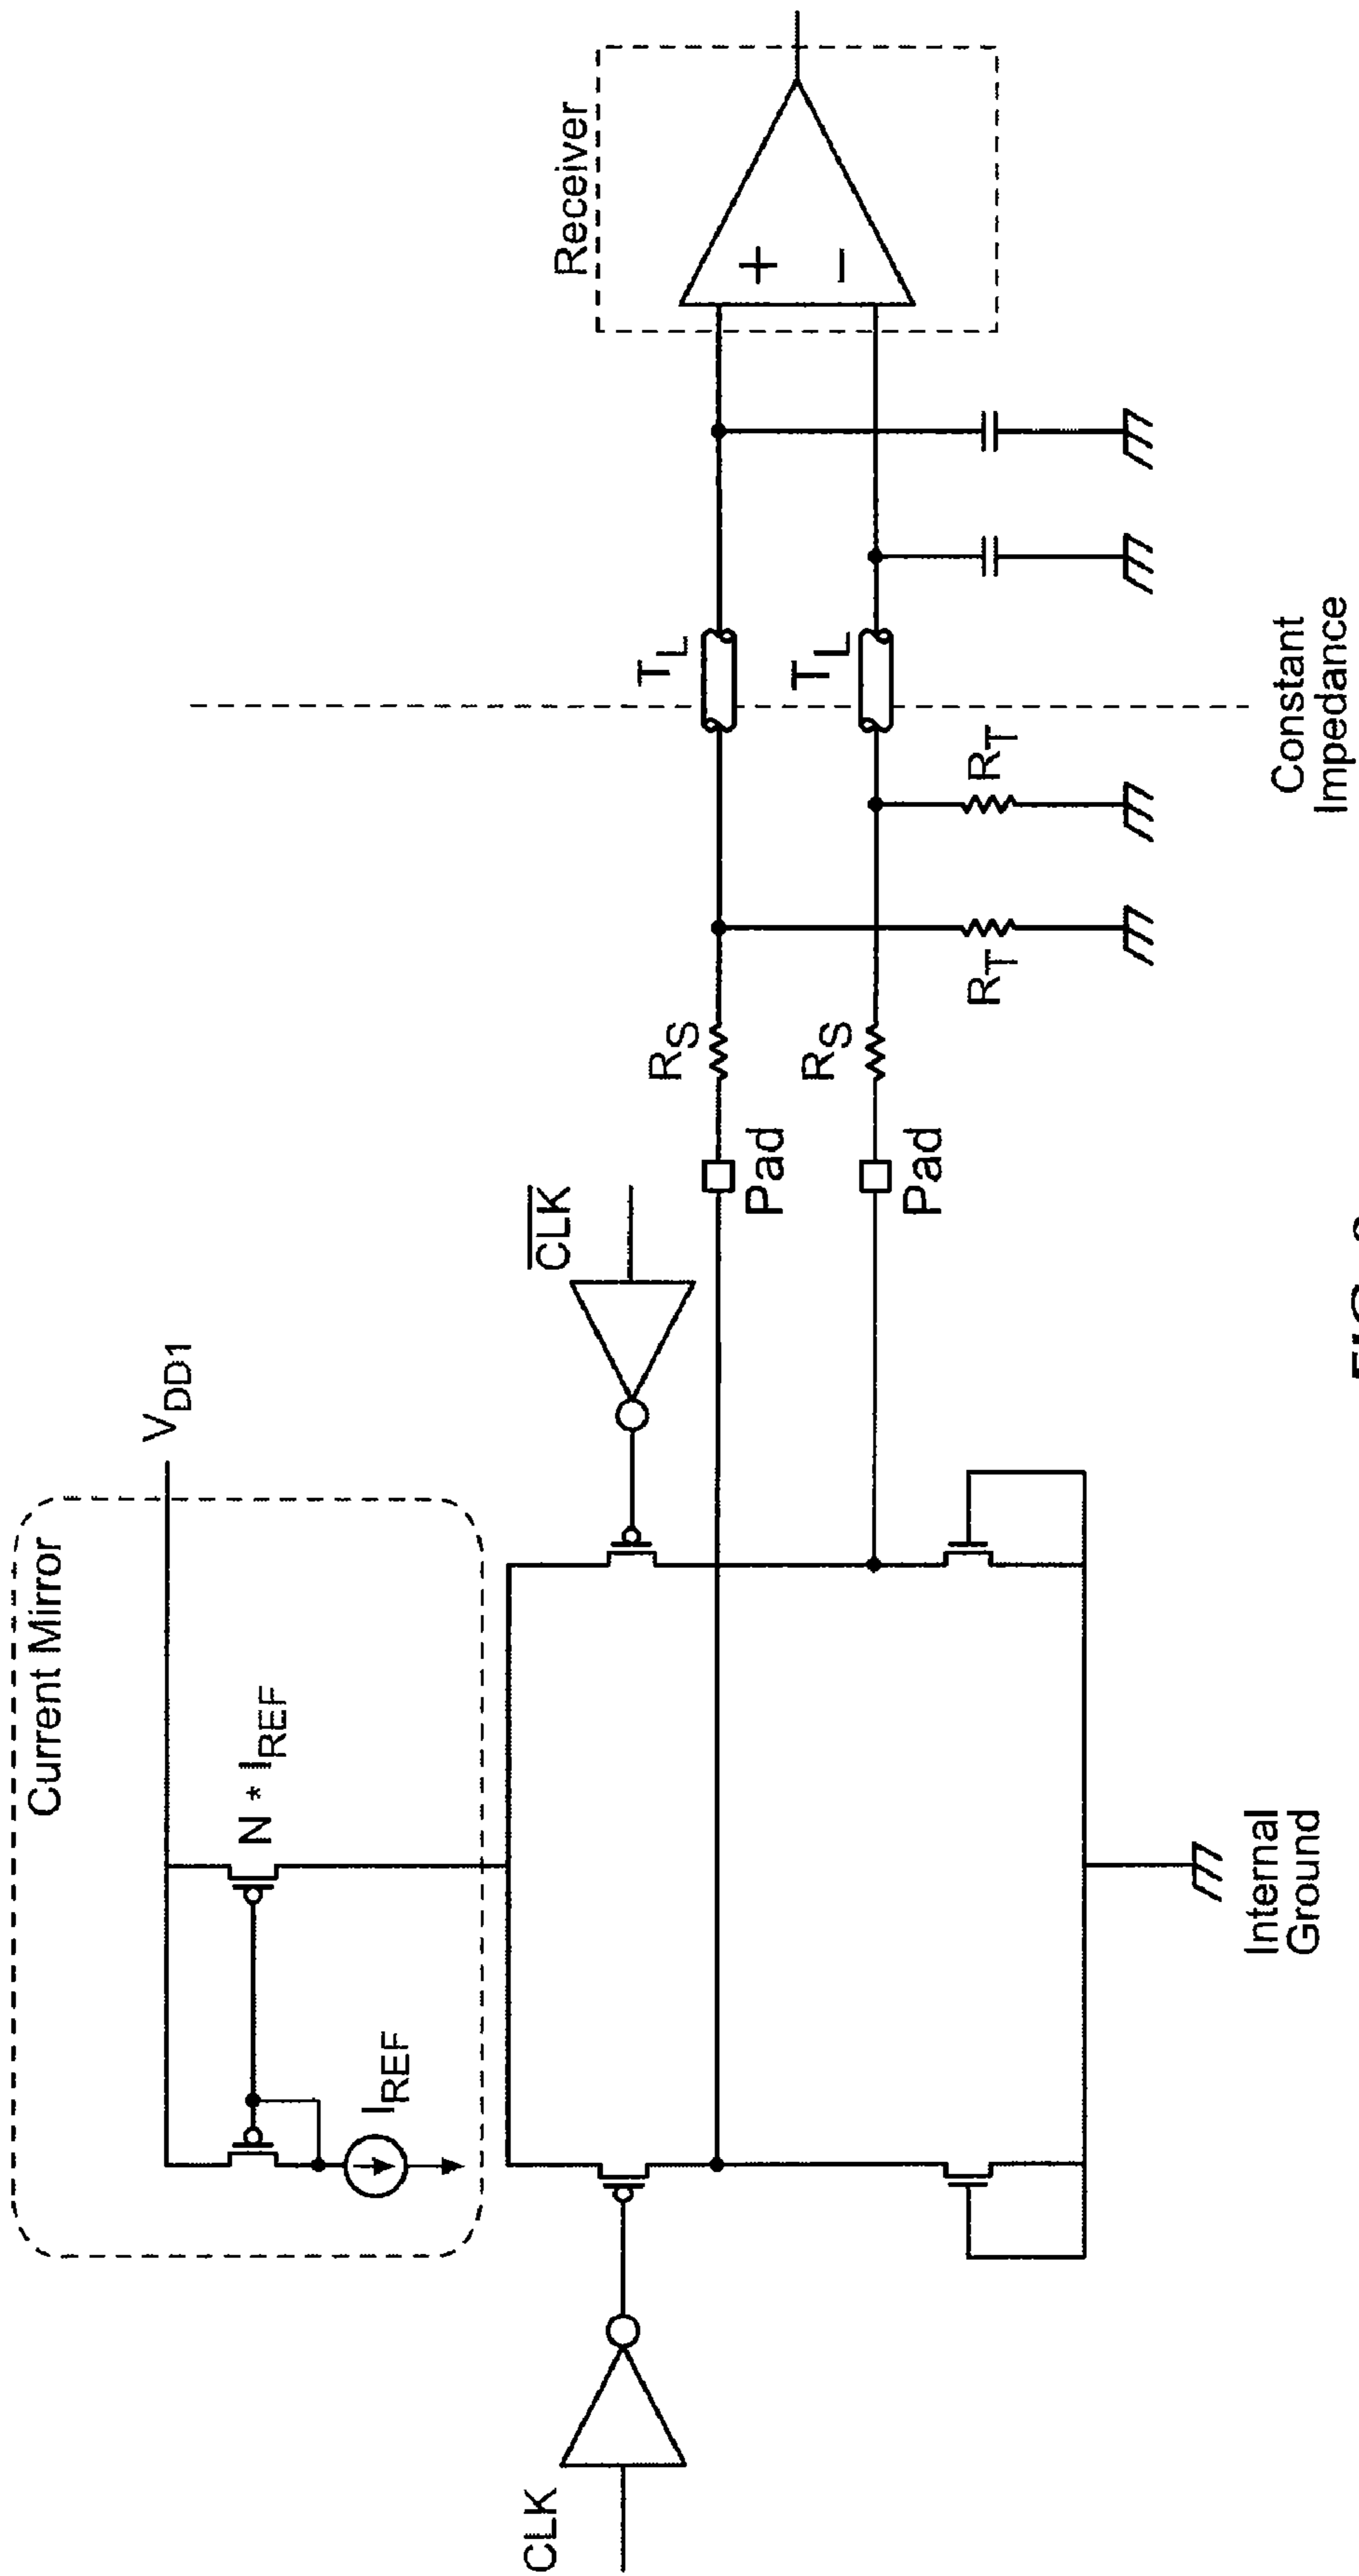 Current Mirror
V_DD1
N * I_REF
I_REF
CLK
C̅L̅K̅
Pad
Pad
R_S
R_S
R_T
R_T
T_L
T_L
Receiver
+
−
Internal
Ground
Constant
Impedance